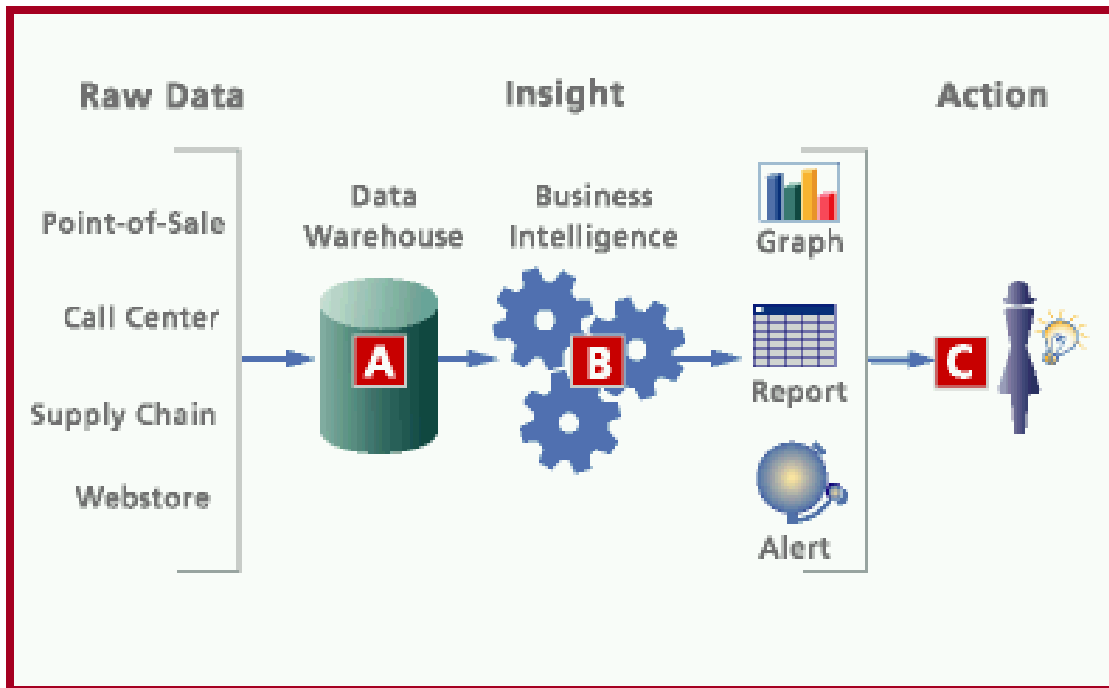 Raw Data
Insight
Action
Point-of-Sale
Call Center
Supply Chain
Webstore
Data
Warehouse
A
Business
Intelligence
B
Graph
Report
Alert
C